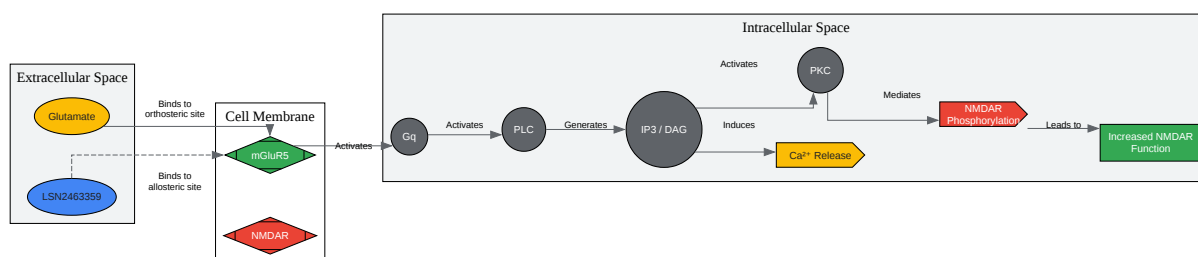 Intracellular Space
Extracellular Space
Glutamate
LSN2463359
Binds to
orthosteric site
Binds to
allosteric site
Cell Membrane
mGluR5
NMDAR
Activates
Gq
Activates
PLC
Generates
IP3 / DAG
Activates
Induces
PKC
Ca²⁺ Release
Mediates
NMDAR
Phosphorylation
Leads to
Increased NMDAR
Function